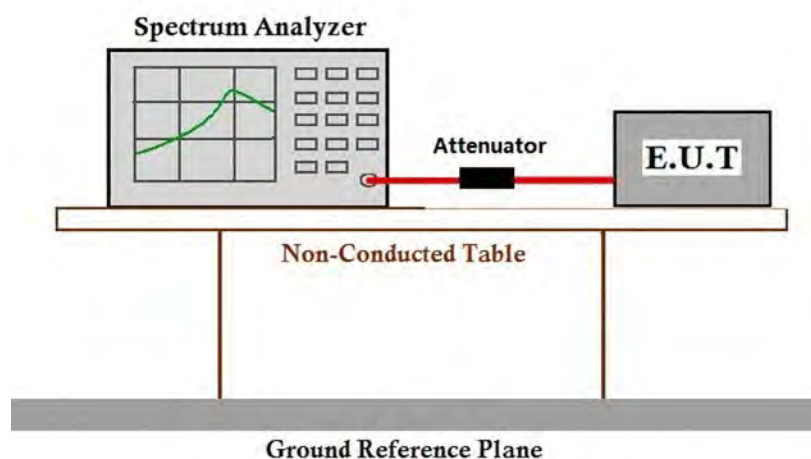 Spectrum Analyzer
Attenuator
E.U.T
Non-Conducted Table
Ground Reference Plane